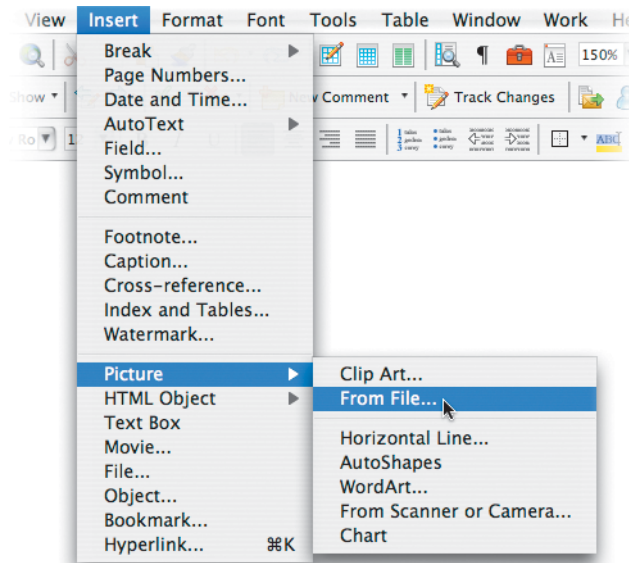 View Insert Format Font Tools Table Window Work
150%
Show New Comment Track Changes
Ro
ABC
Break
Page Numbers...
Date and Time...
AutoText
Field...
Symbol...
Comment
Footnote...
Caption...
Cross-reference...
Index and Tables...
Watermark...
Picture
HTML Object
Text Box
Movie...
File...
Object...
Bookmark...
Hyperlink... ⌘K
Clip Art...
From File...
Horizontal Line...
AutoShapes
WordArt...
From Scanner or Camera...
Chart